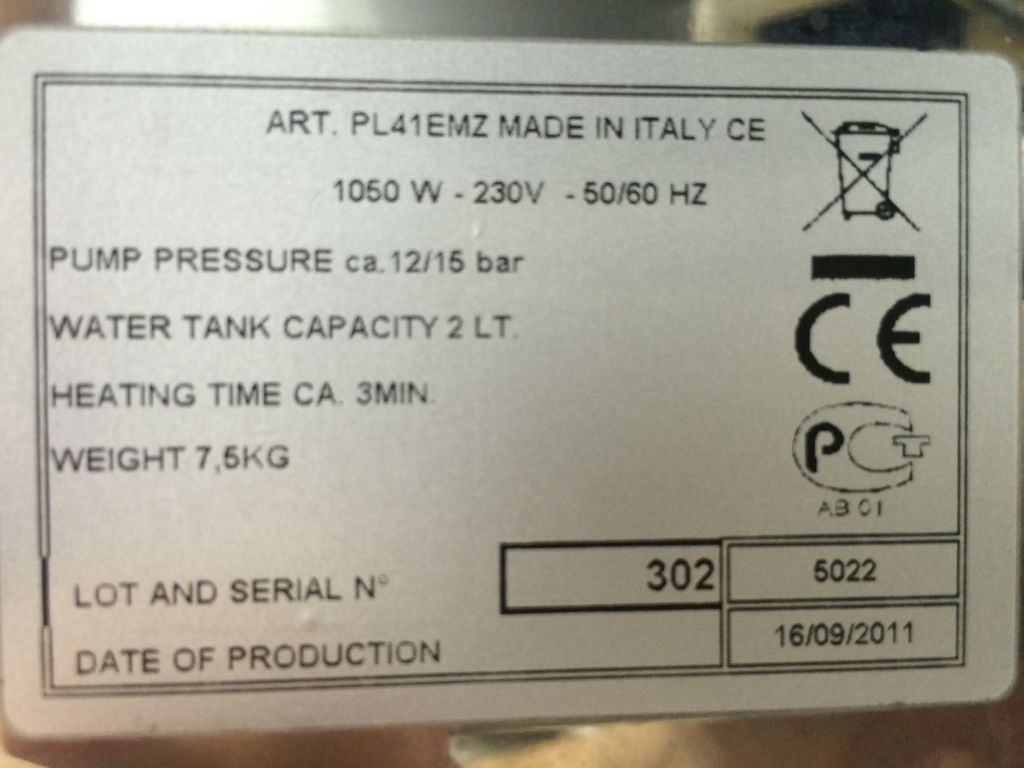 ART. PL41EMZ MADE IN ITALY CE
1050 W - 230V - 50/60 HZ
PUMP PRESSURE ca.12/15 bar
WATER TANK CAPACITY 2 LT.
HEATING TIME CA. 3MIN.
WEIGHT 7,5KG
CE
PCT
AB 01
LOT AND SERIAL N° 302 5022
DATE OF PRODUCTION 16/09/2011